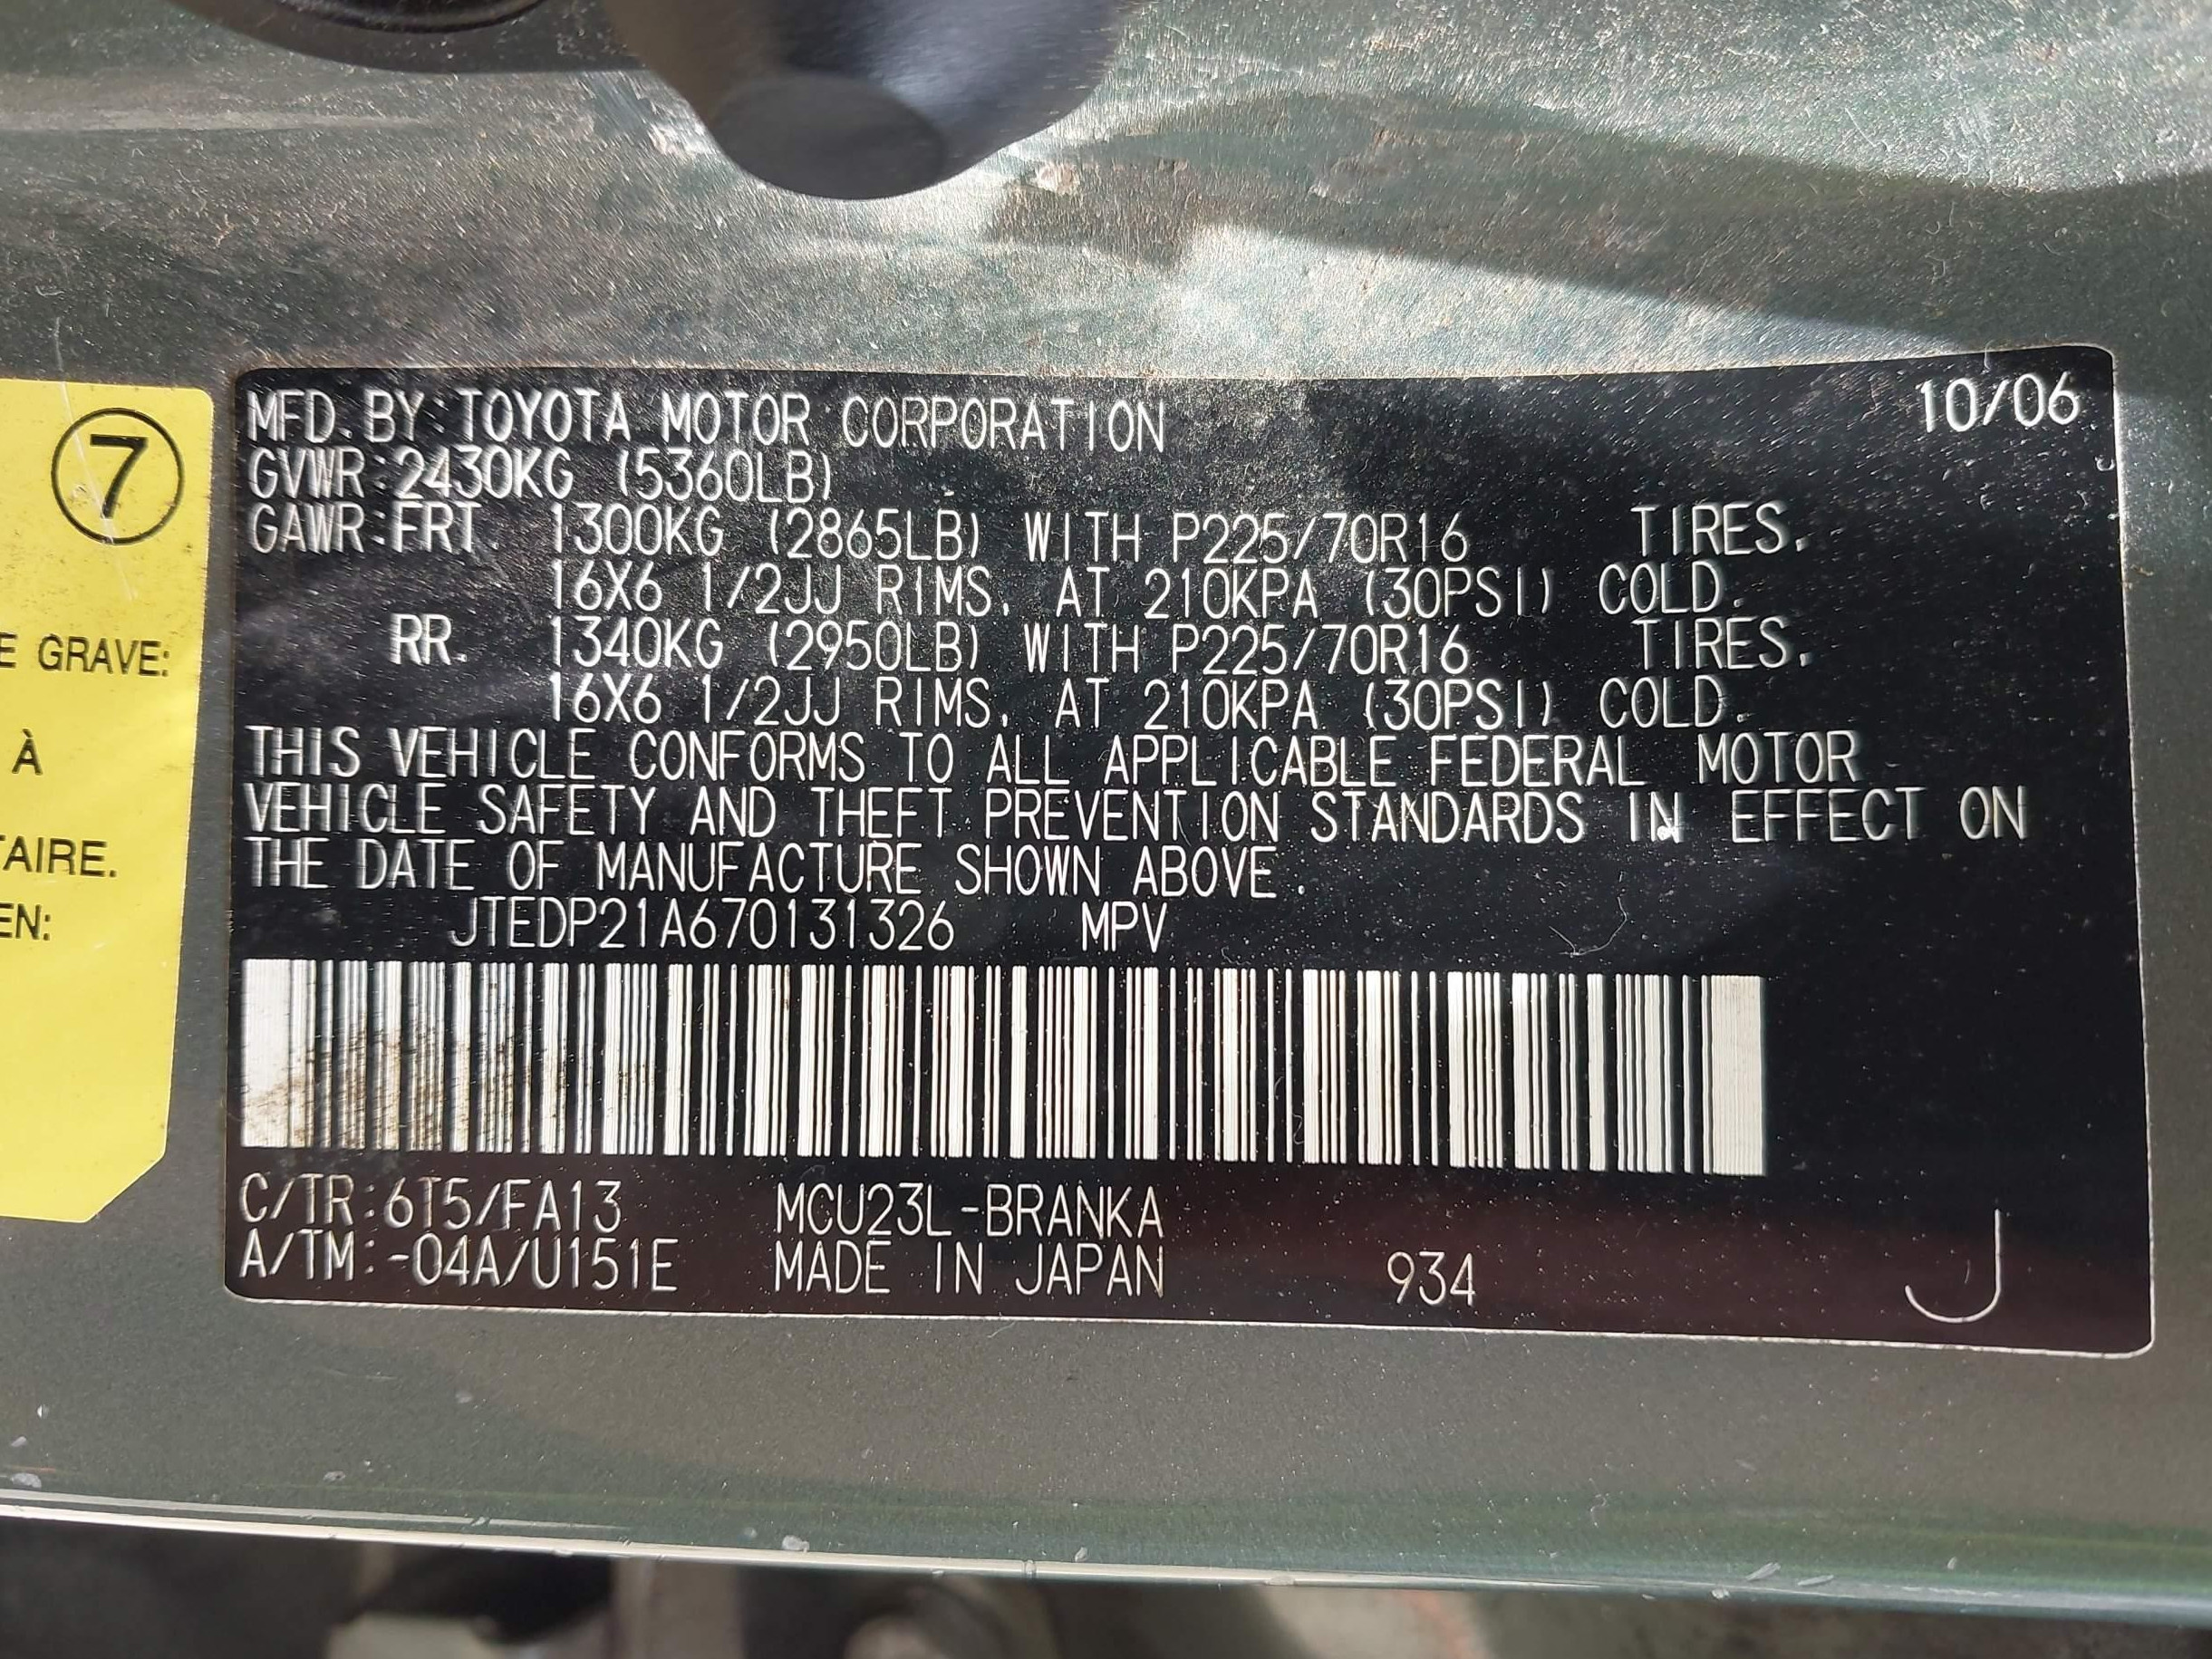 7
E GRAVE:
À
TAIRE.
EN:
MFD. BY:TOYOTA MOTOR CORPORATION 10/06
GVWR:2430KG (5360LB)
GAWR:FRT. 1300KG (2865LB) WITH P225/70R16 TIRES.
16X6 1/2JJ RIMS. AT 210KPA (30PSI) COLD.
RR. 1340KG (2950LB) WITH P225/70R16 TIRES.
16X6 1/2JJ RIMS. AT 210KPA (30PSI) COLD.
THIS VEHICLE CONFORMS TO ALL APPLICABLE FEDERAL MOTOR
VEHICLE SAFETY AND THEFT PREVENTION STANDARDS IN EFFECT ON
THE DATE OF MANUFACTURE SHOWN ABOVE.
JTEDP21A670131326 MPV
C/TR:6T5/FA13 MCU23L-BRANKA
A/TM:-04A/U151E MADE IN JAPAN 934 J